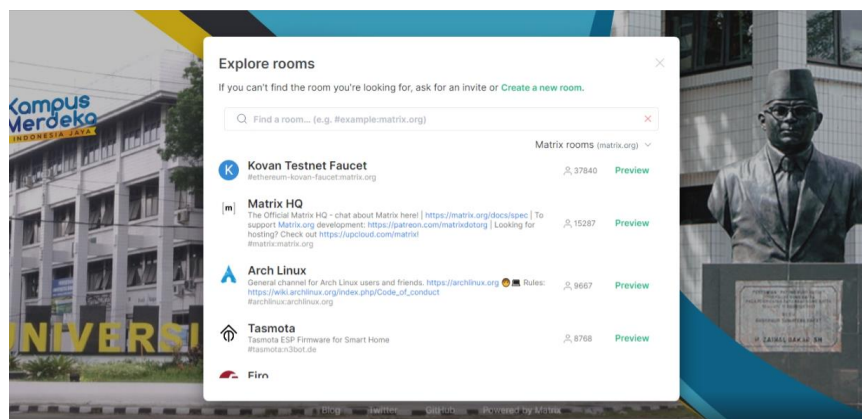 Kampus
Merdeka
INDONESIA JAYA
UNIVERSI
Explore rooms
If you can't find the room you're looking for, ask for an invite or Create a new room.
Find a room... (e.g. #example:matrix.org)
Matrix rooms (matrix.org)
K
Kovan Testnet Faucet
#ethereum-kovan-faucet:matrix.org
37840
Preview
[m]
Matrix HQ
The Official Matrix HQ - chat about Matrix here! | https://matrix.org/docs/spec | To
support Matrix.org development: https://patreon.com/matrixdotorg | Looking for
hosting? Check out https://upcloud.com/matrix!
#matrix:matrix.org
15287
Preview
Arch Linux
General channel for Arch Linux users and friends. https://archlinux.org 🧑💻 Rules:
https://wiki.archlinux.org/index.php/Code_of_conduct
#archlinux:archlinux.org
9667
Preview
Tasmota
Tasmota ESP Firmware for Smart Home
#tasmota:n3bot.de
8768
Preview
Firo
Blog Twitter GitHub Powered by Matrix